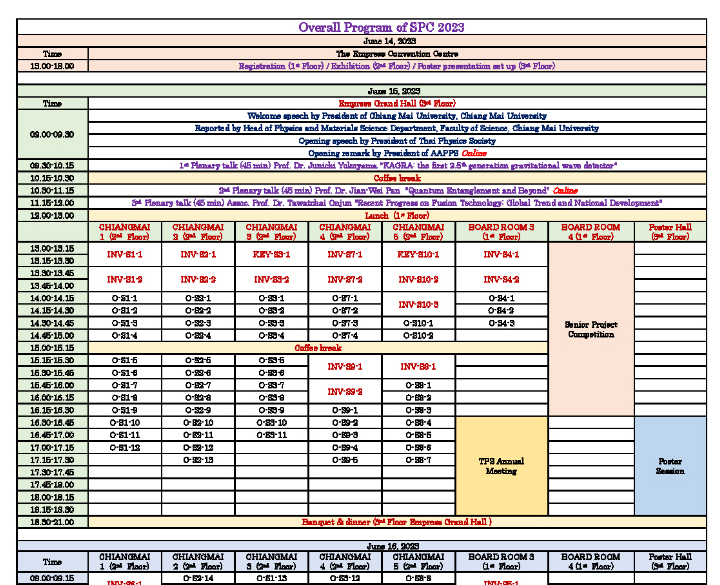 Overall Program of SPC 2023
June 14, 2023
Time The Empress Convention Centre
13.00-18.00 Registration (1st Floor) / Exhibition (2nd Floor) / Poster presentation set up (3rd Floor)
June 15, 2023
Time Empress Grand Hall (3rd Floor)
Welcome speech by President of Chiang Mai University, Chiang Mai University
Reported by Head of Physics and Materials Science Department, Faculty of Science, Chiang Mai University
09.00-09.30
Opening speech by President of Thai Physics Society
Opening remark by President of AAPPS Online
09.30-10.15 1st Plenary talk (45 min) Prof. Dr. Junichi Yokoyama "KAGRA: the first 2.5th generation gravitational wave detector"
10.15-10.30 Coffee break
10.30-11.15 2nd Plenary talk (45 min) Prof. Dr. Jian-Wei Pan "Quantum Entanglement and Beyond" Online
11.15-12.00 3rd Plenary talk (45 min) Assoc. Prof. Dr. Tawatchai Onjun "Recent Progress on Fusion Technology: Global Trend and National Development"
12.00-13.00 Lunch (1st Floor)
CHIANGMAI CHIANGMAI CHIANGMAI CHIANGMAI CHIANGMAI BOARD ROOM 3 BOARD ROOM Poster Hall
1 (2nd Floor) 2 (2nd Floor) 3 (2nd Floor) 4 (2nd Floor) 5 (2nd Floor) (1st Floor) 4 (1st Floor) (3rd Floor)
13.00-13.15
INV-S1-1 INV-S2-1 KEY-S3-1 INV-S7-1 KEY-S10-1 INV-S4-1
13.15-13.30
13.30-13.45
INV-S1-2 INV-S2-2 INV-S3-2 INV-S7-2 INV-S10-2 INV-S4-2
13.45-14.00
14.00-14.15 O-S1-1 O-S2-1 O-S3-1 O-S7-1 O-S4-1
INV-S10-3
14.15-14.30 O-S1-2 O-S2-2 O-S3-2 O-S7-2 O-S4-2
14.30-14.45 O-S1-3 O-S2-3 O-S3-3 O-S7-3 O-S10-1 O-S4-3 Senior Project
14.45-15.00 O-S1-4 O-S2-4 O-S3-4 O-S7-4 O-S10-2 Competition
15.00-15.15 Coffee break
15.15-15.30 O-S1-5 O-S2-5 O-S3-5
INV-S9-1 INV-S8-1
15.30-15.45 O-S1-6 O-S2-6 O-S3-6
15.45-16.00 O-S1-7 O-S2-7 O-S3-7 O-S8-1
INV-S9-2
16.00-16.15 O-S1-8 O-S2-8 O-S3-8 O-S8-2
16.15-16.30 O-S1-9 O-S2-9 O-S3-9 O-S9-1 O-S8-3
16.30-16.45 O-S1-10 O-S2-10 O-S3-10 O-S9-2 O-S8-4
16.45-17.00 O-S1-11 O-S2-11 O-S3-11 O-S9-3 O-S8-5
17.00-17.15 O-S1-12 O-S2-12 O-S9-4 O-S8-6
17.15-17.30 O-S2-13 O-S9-5 O-S8-7 TPS Annual Poster
17.30-17.45 Meeting Session
17.45-18.00
18.00-18.15
18.15-18.30
18.30-21.00 Banquet & dinner (3rd Floor Empress Grand Hall )
June 16, 2023
CHIANGMAI CHIANGMAI CHIANGMAI CHIANGMAI CHIANGMAI BOARD ROOM 3 BOARD ROOM Poster Hall
Time 1 (2nd Floor) 2 (2nd Floor) 3 (2nd Floor) 4 (2nd Floor) 5 (2nd Floor) (1st Floor) 4 (1st Floor) (3rd Floor)
09.00-09.15 O-S2-14 O-S1-13 O-S3-12 O-S8-8